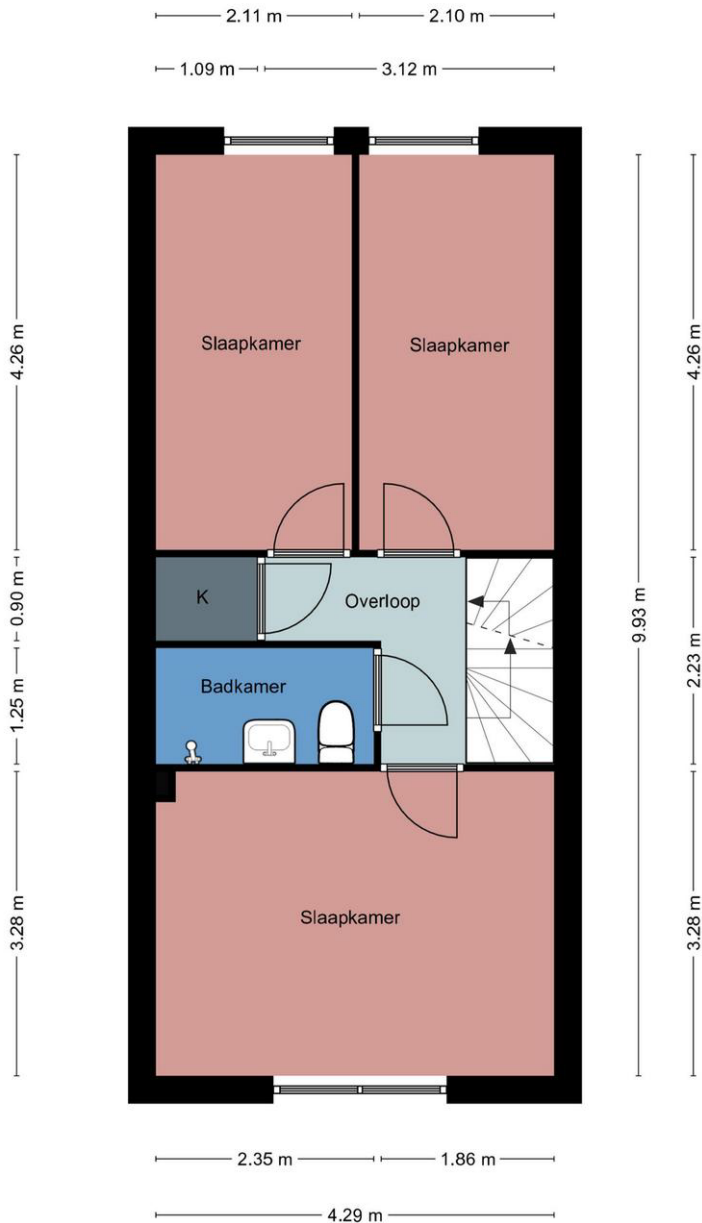 2.11 m
2.10 m
1.09 m
3.12 m
4.26 m
4.26 m
Slaapkamer
Slaapkamer
0.90 m
K
Overloop
9.93 m
2.23 m
1.25 m
Badkamer
3.28 m
Slaapkamer
3.28 m
2.35 m
1.86 m
4.29 m